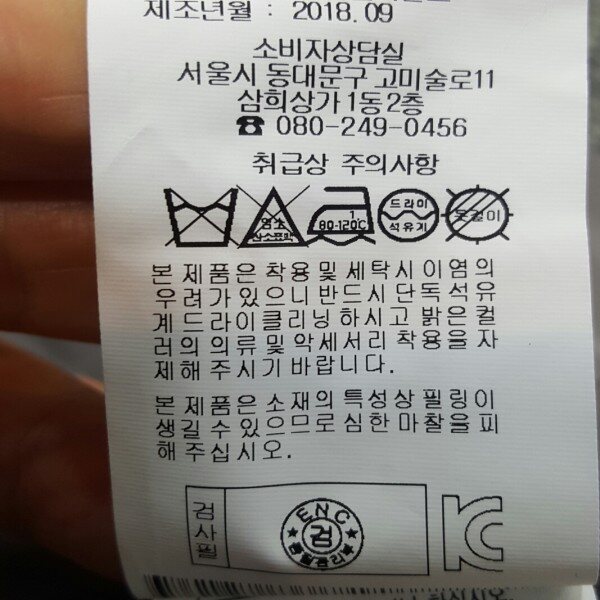 제조년월 : 2018.09
소비자상담실
서울시 동대문구 고미술로11
삼희상가 1동2층
☎ 080-249-0456
취급상 주의사항
염소
산소표백
1
80-120℃
드라이
석유계
옷걸이
본 제품은 착용 및 세탁시 이염의
우려가 있으니 반드시 단독석유
계 드라이클리닝 하시고 밝은 컬
러의 의류 및 악세서리 착용을 자
제해 주시기 바랍니다.
본 제품은 소재의 특성상 필링이
생길 수 있으므로 심한 마찰을 피
해 주십시오.
검사필
ENC
검
KC